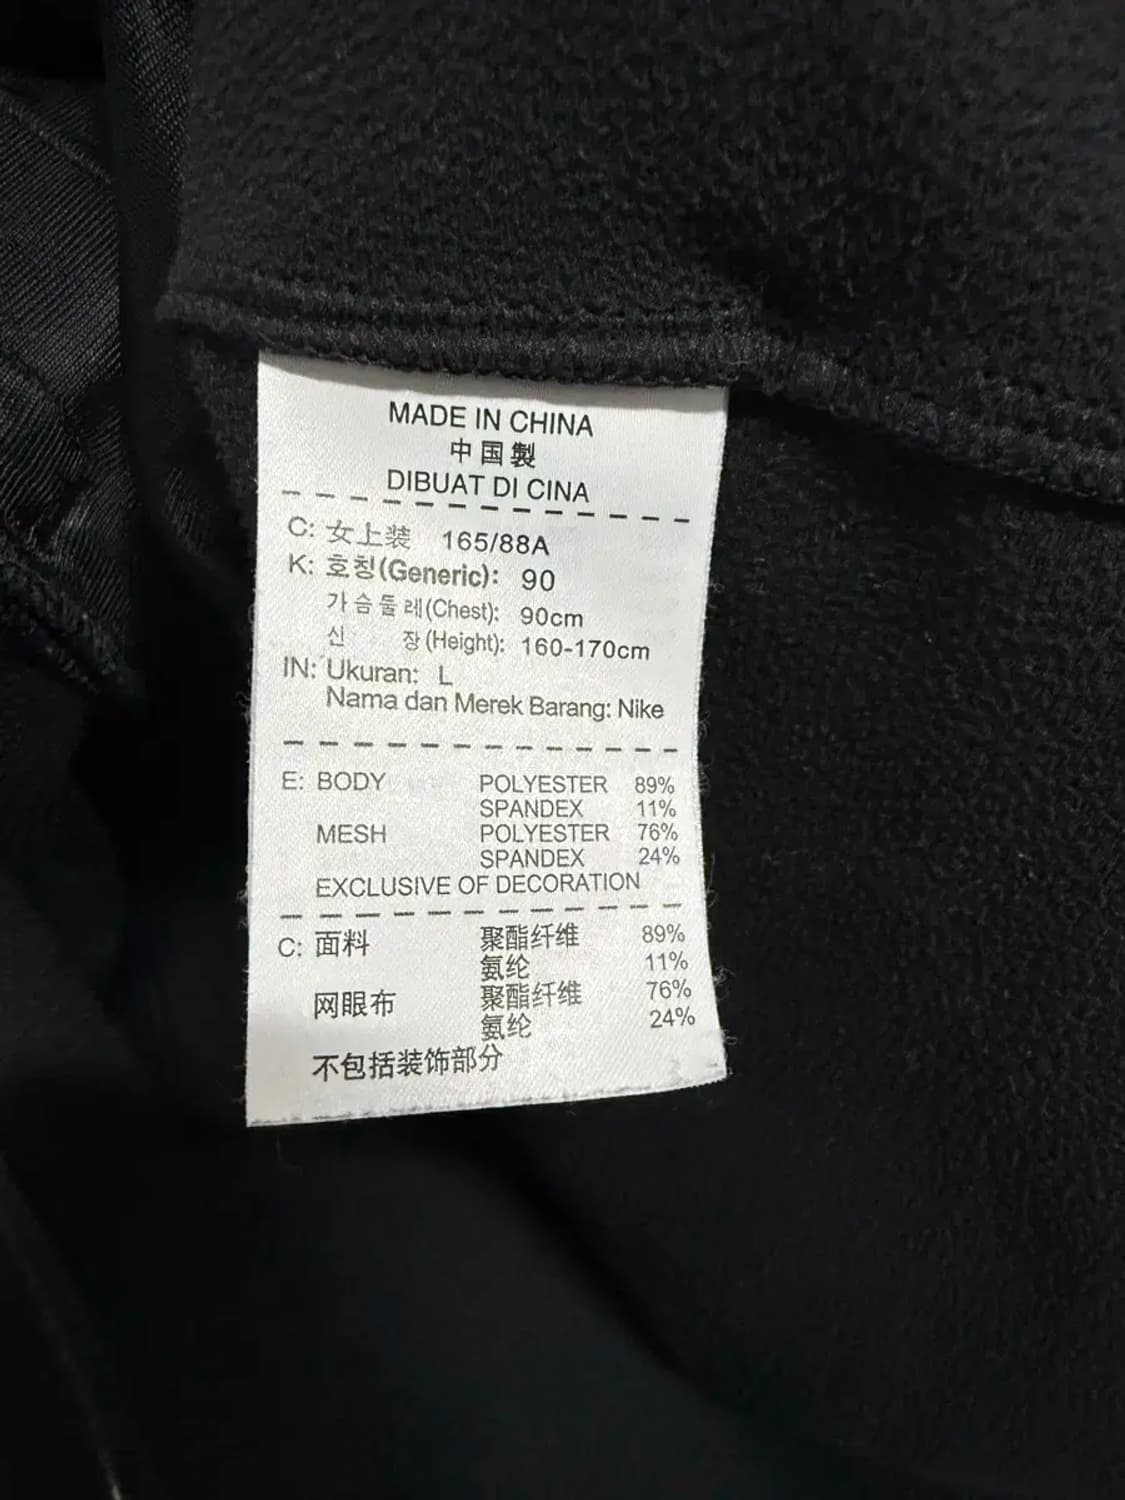 MADE IN CHINA
中国製
DIBUAT DI CINA
C: 女上装 165/88A
K: 호칭(Generic): 90
가슴둘레(Chest): 90cm
신 장(Height): 160-170cm
IN: Ukuran: L
Nama dan Merek Barang: Nike
E: BODY POLYESTER 89%
SPANDEX 11%
MESH POLYESTER 76%
SPANDEX 24%
EXCLUSIVE OF DECORATION
C: 面料 聚酯纤维 89%
氨纶 11%
网眼布 聚酯纤维 76%
氨纶 24%
不包括装饰部分